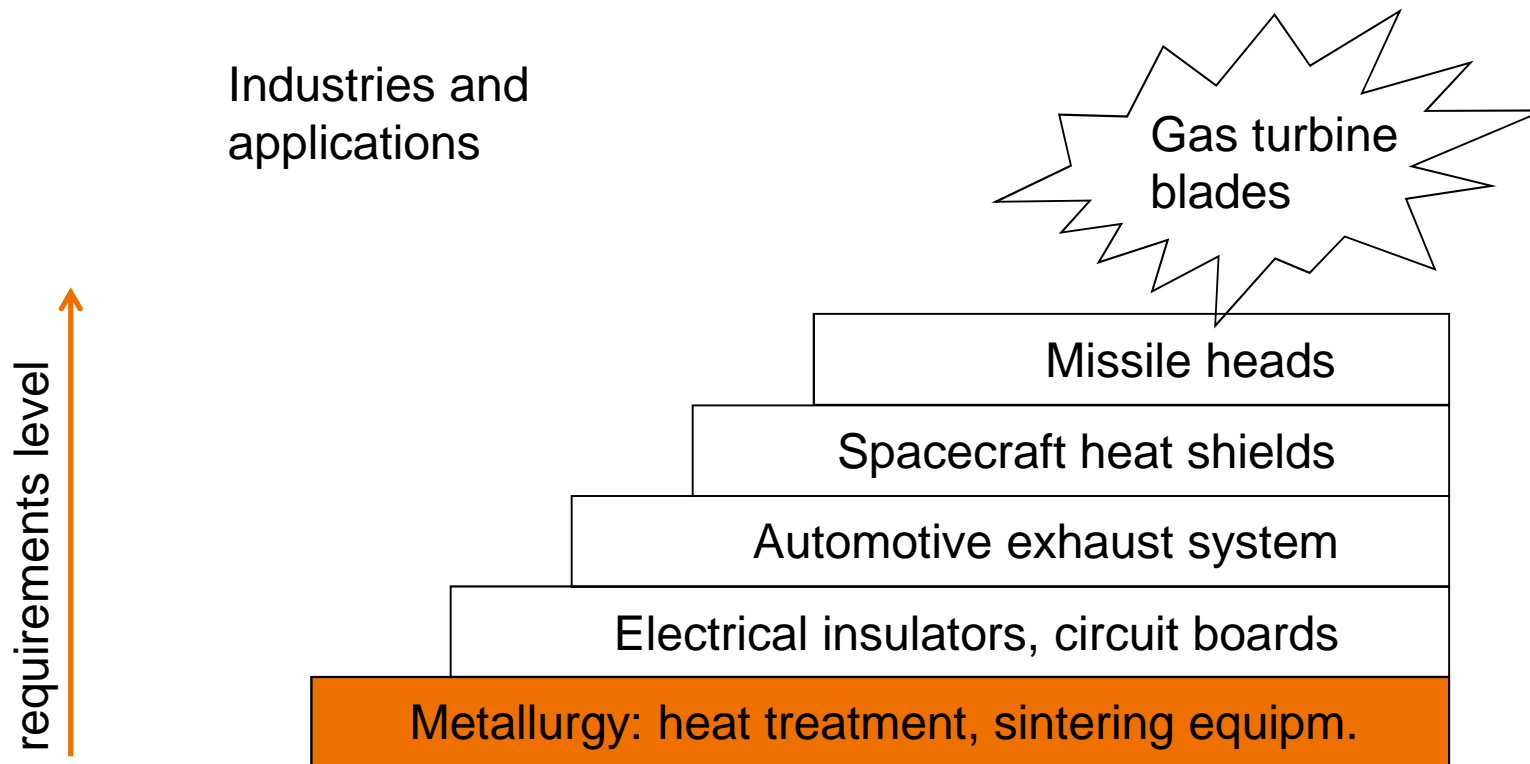 Industries and
applications
Gas turbine
blades
requirements level
Missile heads
Spacecraft heat shields
Automotive exhaust system
Electrical insulators, circuit boards
Metallurgy: heat treatment, sintering equipm.